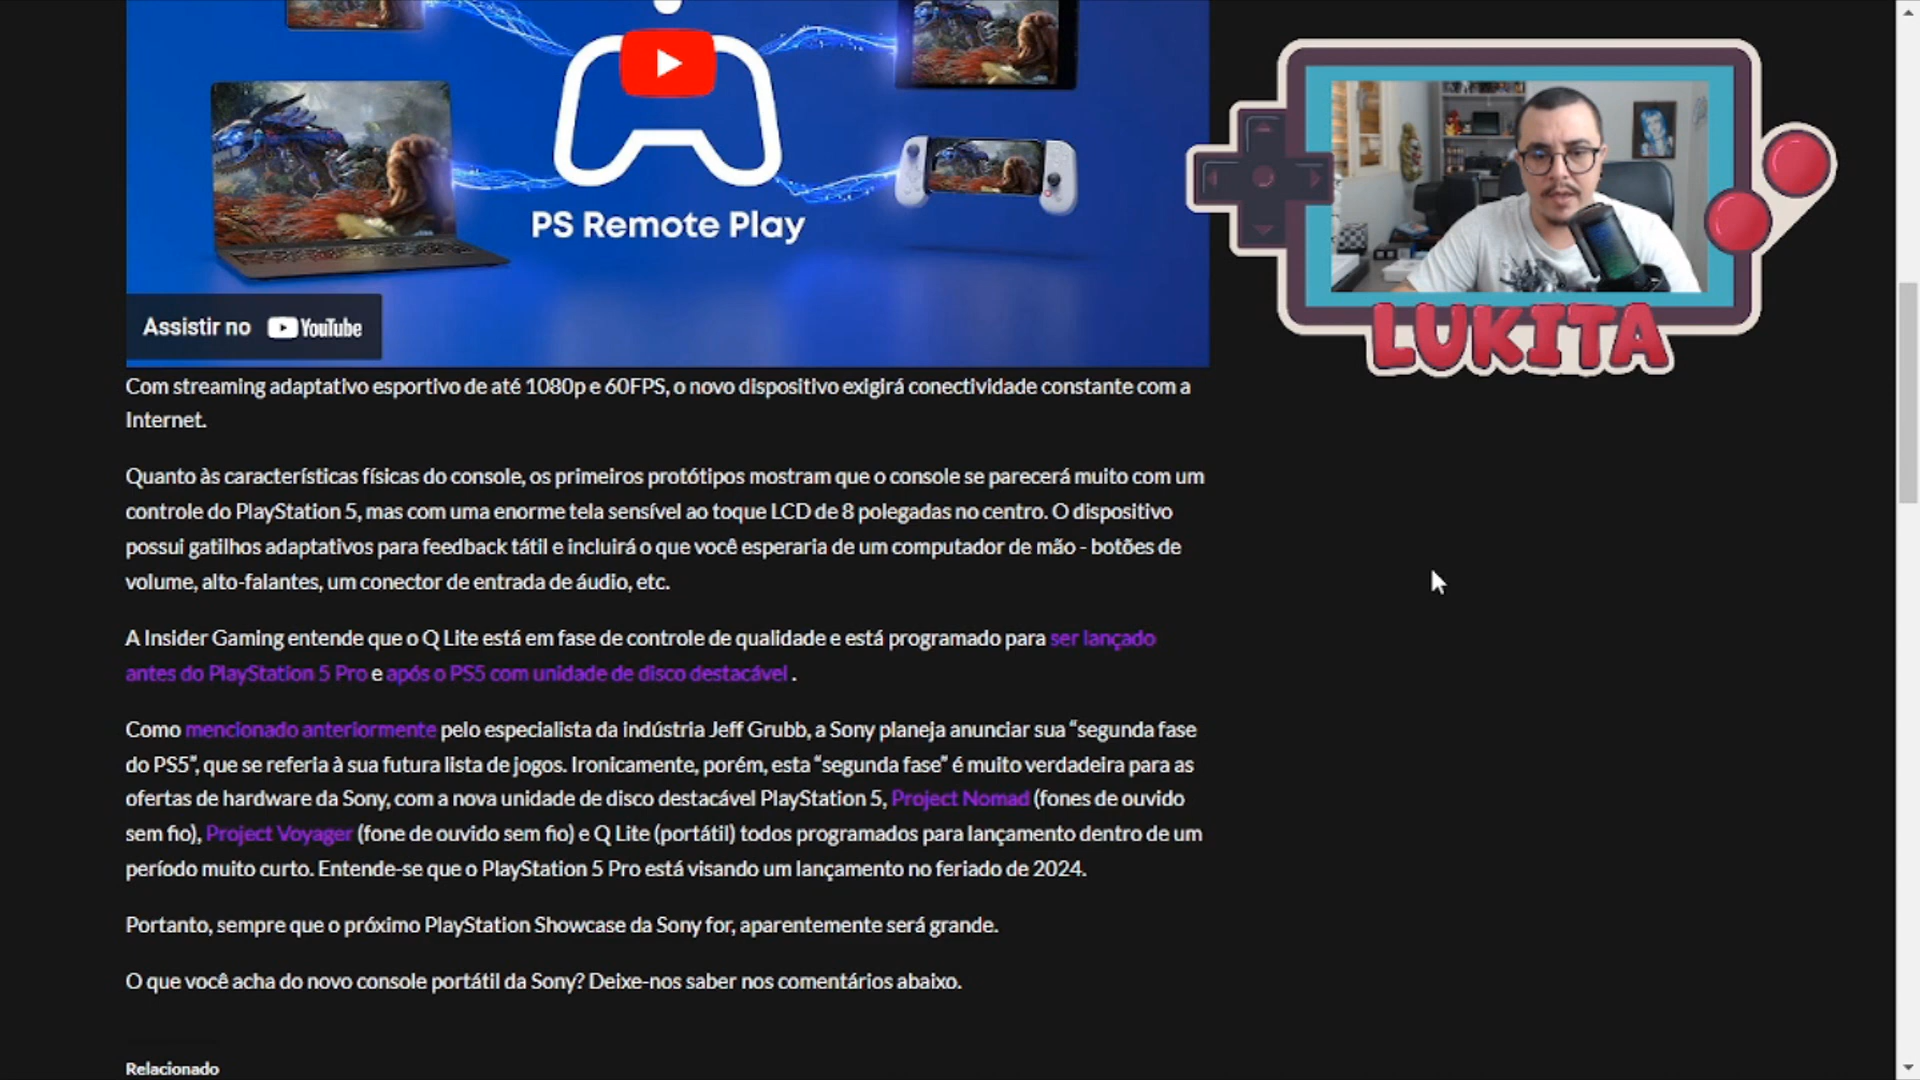 PS Remote Play
Assistir no YouTube
LUKITA
Com streaming adaptativo esportivo de até 1080p e 60FPS, o novo dispositivo exigirá conectividade constante com a
Internet.
Quanto às características físicas do console, os primeiros protótipos mostram que o console se parecerá muito com um
controle do PlayStation 5, mas com uma enorme tela sensível ao toque LCD de 8 polegadas no centro. O dispositivo
possui gatilhos adaptativos para feedback tátil e incluirá o que você esperaria de um computador de mão - botões de
volume, alto-falantes, um conector de entrada de áudio, etc.
A Insider Gaming entende que o Q Lite está em fase de controle de qualidade e está programado para ser lançado
antes do PlayStation 5 Pro e após o PS5 com unidade de disco destacável .
Como mencionado anteriormente pelo especialista da indústria Jeff Grubb, a Sony planeja anunciar sua “segunda fase
do PS5”, que se referia à sua futura lista de jogos. Ironicamente, porém, esta “segunda fase” é muito verdadeira para as
ofertas de hardware da Sony, com a nova unidade de disco destacável PlayStation 5, Project Nomad (fones de ouvido
sem fio), Project Voyager (fone de ouvido sem fio) e Q Lite (portátil) todos programados para lançamento dentro de um
período muito curto. Entende-se que o PlayStation 5 Pro está visando um lançamento no feriado de 2024.
Portanto, sempre que o próximo PlayStation Showcase da Sony for, aparentemente será grande.
O que você acha do novo console portátil da Sony? Deixe-nos saber nos comentários abaixo.
Relacionado